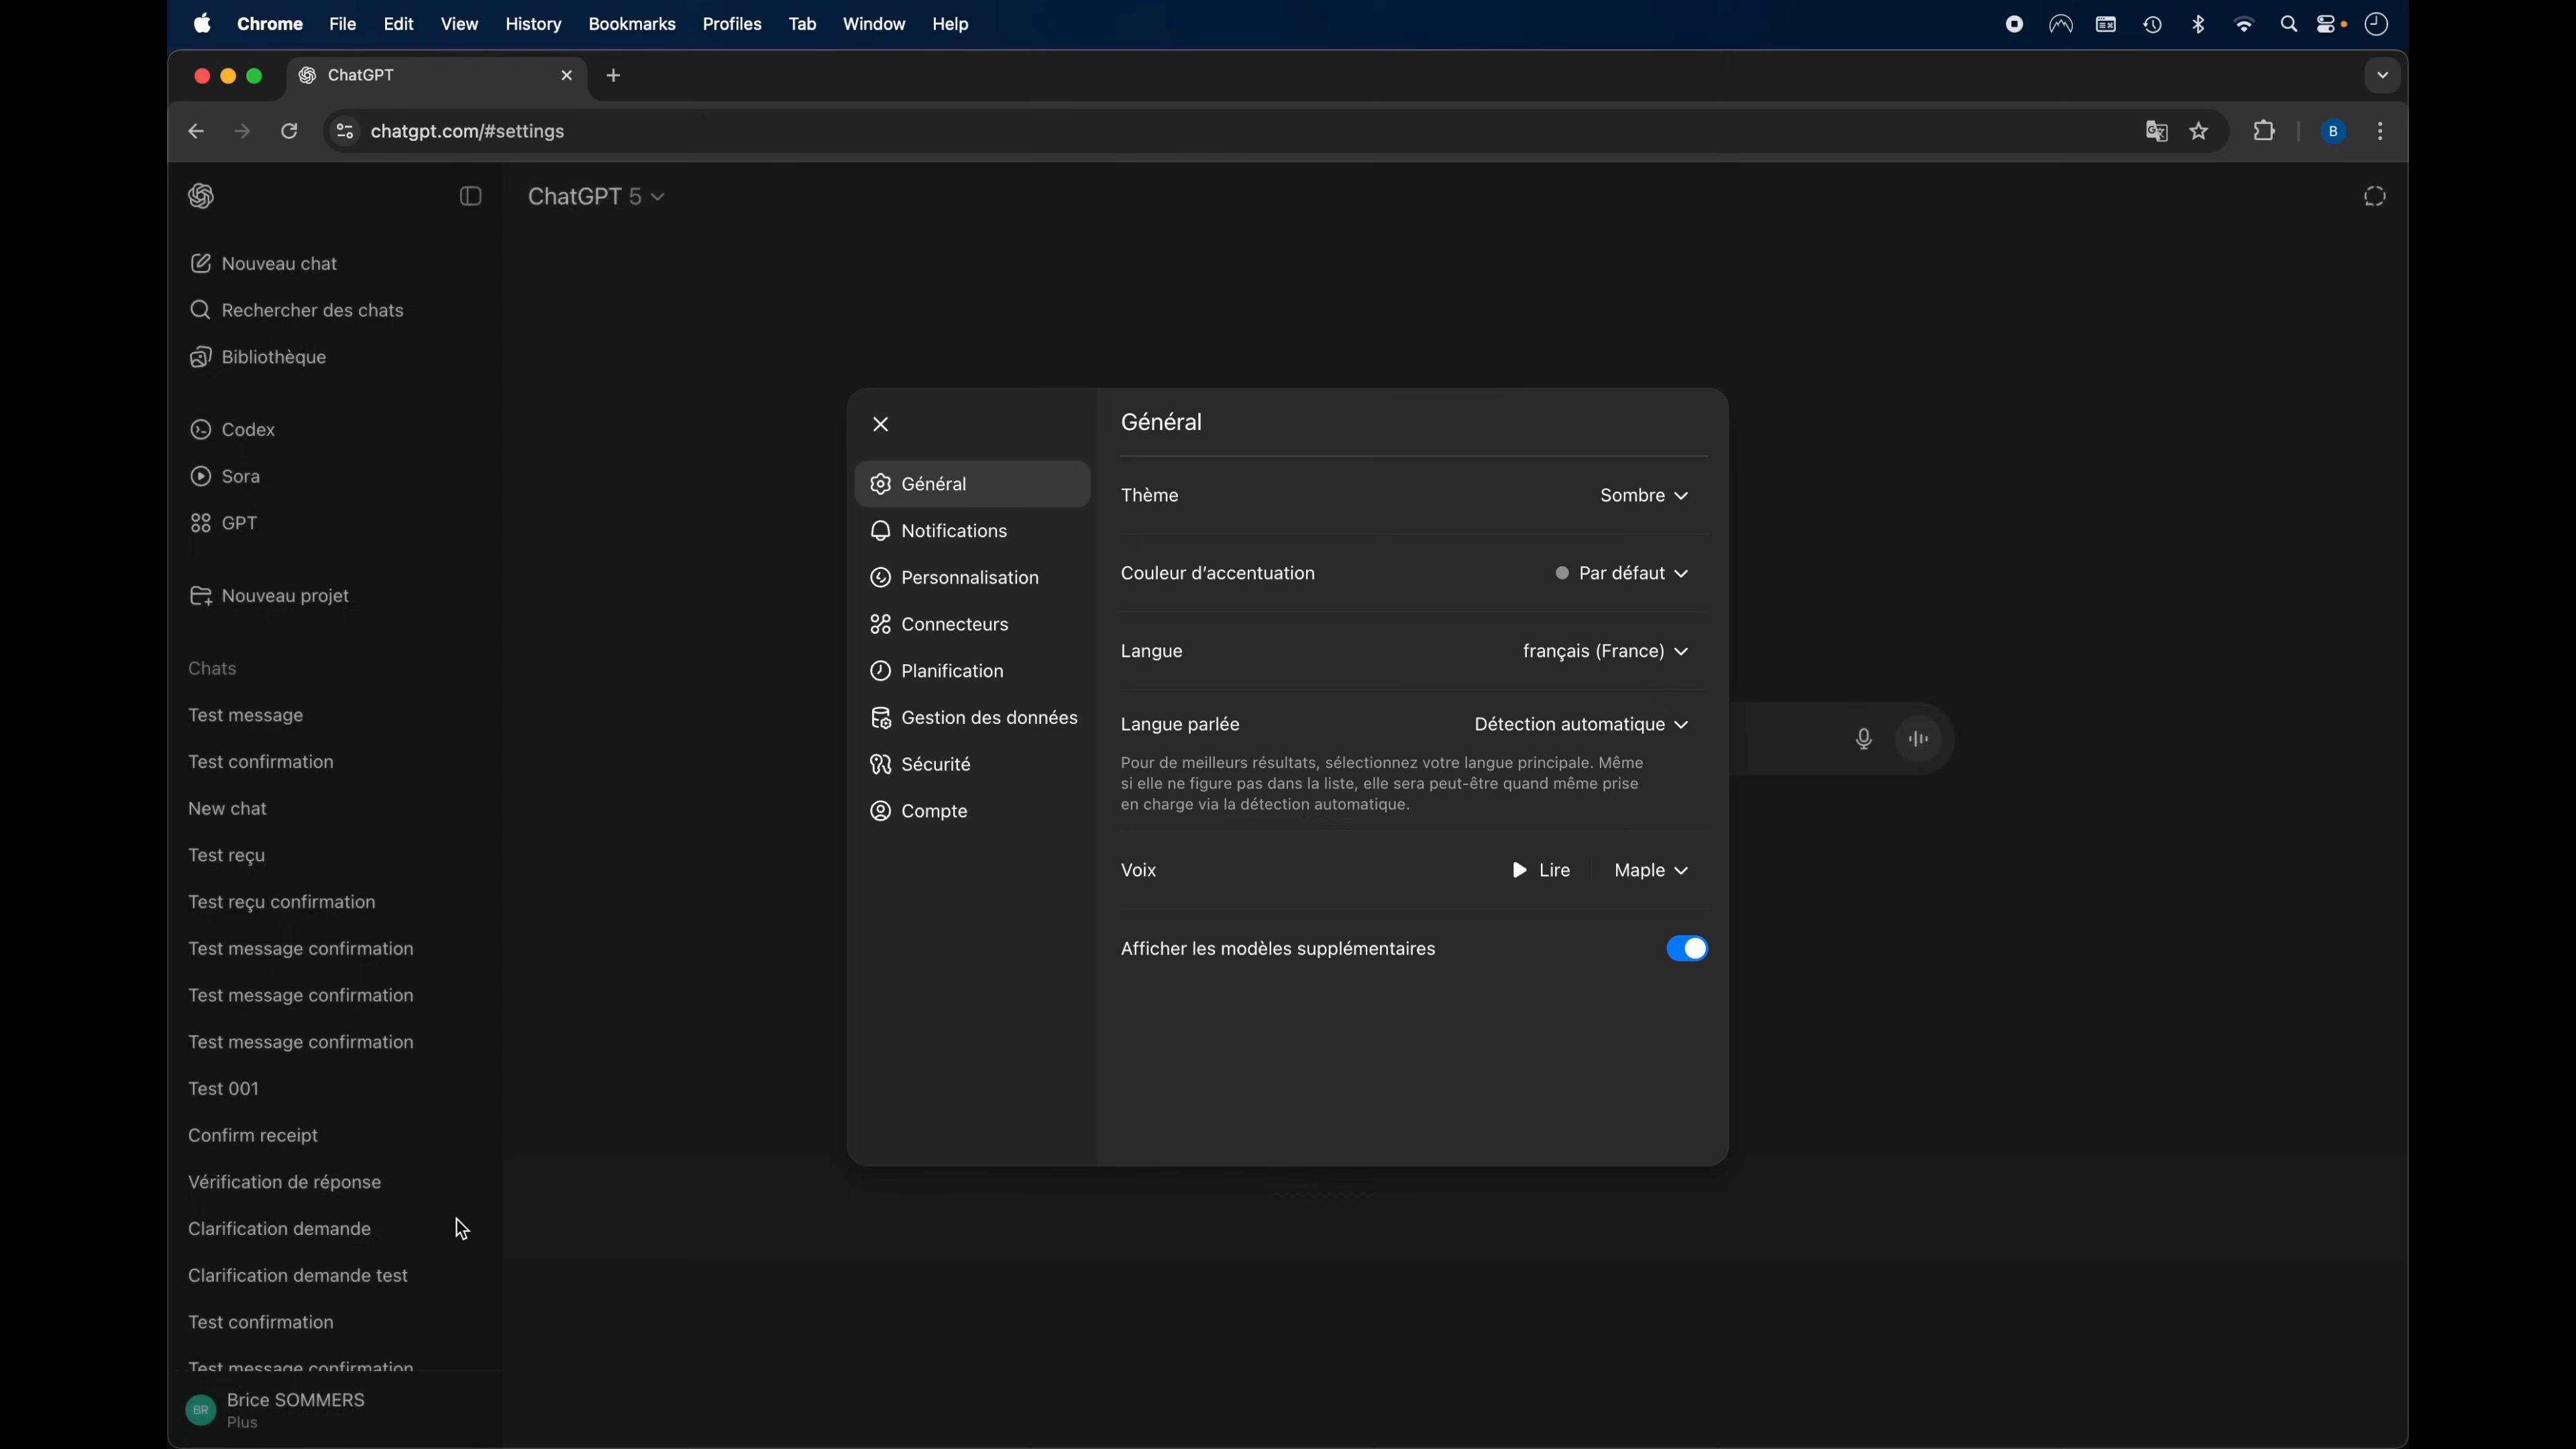 Chrome File Edit View History Bookmarks Profiles Tab Window Help
ChatGPT
chatgpt.com/#settings
B
ChatGPT 5
Nouveau chat
Rechercher des chats
Bibliothèque
Codex
Sora
GPT
Nouveau projet
Chats
Test message
Test confirmation
New chat
Test reçu
Test reçu confirmation
Test message confirmation
Test message confirmation
Test message confirmation
Test 001
Confirm receipt
Vérification de réponse
Clarification demande
Clarification demande test
Test confirmation
Test message confirmation
BR
Brice SOMMERS
Plus
Général
Notifications
Personnalisation
Connecteurs
Planification
Gestion des données
Sécurité
Compte
Général
Thème Sombre
Couleur d’accentuation Par défaut
Langue français (France)
Langue parlée Détection automatique
Pour de meilleurs résultats, sélectionnez votre langue principale. Même
si elle ne figure pas dans la liste, elle sera peut-être quand même prise
en charge via la détection automatique.
Voix Lire Maple
Afficher les modèles supplémentaires